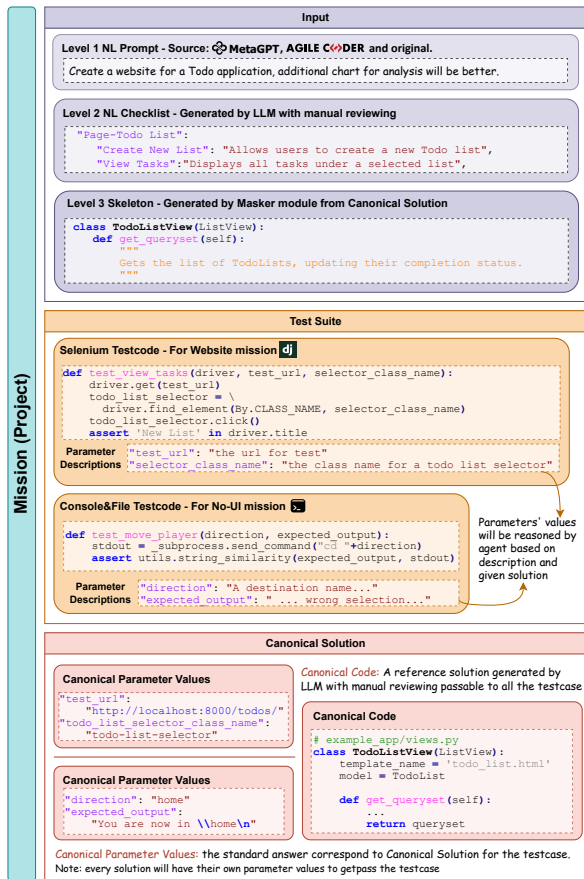 Mission (Project)
Input
Level 1 NL Prompt - Source: MetaGPT, AGILE C</>DER and original.
Create a website for a Todo application, additional chart for analysis will be better.
Level 2 NL Checklist - Generated by LLM with manual reviewing
"Page-Todo List":
"Create New List": "Allows users to create a new Todo list",
"View Tasks":"Displays all tasks under a selected list",
Level 3 Skeleton - Generated by Masker module from Canonical Solution
class TodoListView(ListView):
def get_queryset(self):
"""
Gets the list of TodoLists, updating their completion status.
"""
Test Suite
Selenium Testcode - For Website mission dj
def test_view_tasks(driver, test_url, selector_class_name):
driver.get(test_url)
todo_list_selector = \
driver.find_element(By.CLASS_NAME, selector_class_name)
todo_list_selector.click()
assert 'New List' in driver.title
Parameter Descriptions
"test_url": "the url for test"
"selector_class_name": "the class name for a todo list selector"
Console&File Testcode - For No-UI mission
def test_move_player(direction, expected_output):
stdout = _subprocess.send_command("cd "+direction)
assert utils.string_similarity(expected_output, stdout)
Parameter Descriptions
"direction": "A destination name..."
"expected_output": " ... wrong selection..."
Parameters' values
will be reasoned by
agent based on
description and
given solution
Canonical Solution
Canonical Parameter Values
"test_url":
"http://localhost:8000/todos/"
"todo_list_selector_class_name":
"todo-list-selector"
Canonical Parameter Values
"direction": "home"
"expected_output":
"You are now in \\home\n"
Canonical Code: A reference solution generated by
LLM with manual reviewing passable to all the testcase
Canonical Code
# example_app/views.py
class TodoListView(ListView):
template_name = 'todo_list.html'
model = TodoList
def get_queryset(self):
...
return queryset
Canonical Parameter Values: the standard answer correspond to Canonical Solution for the testcase.
Note: every solution will have their own parameter values to getpass the testcase